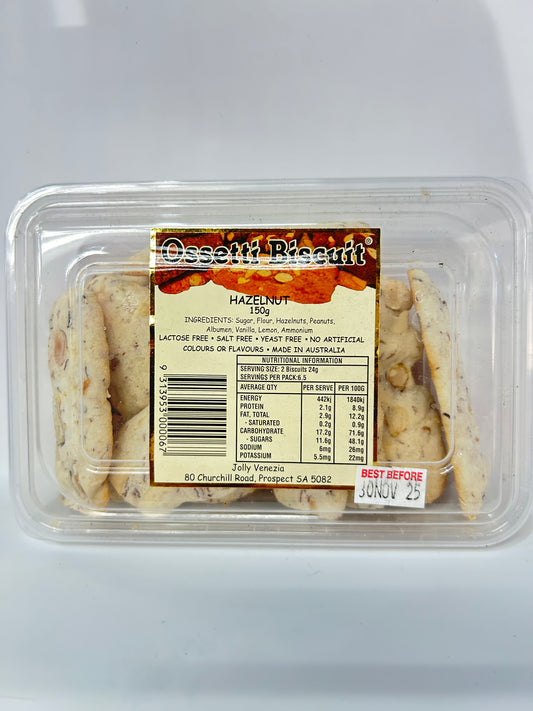 Ossetti Biscuit®
HAZELNUT
150g
INGREDIENTS: Sugar, Flour, Hazelnuts, Peanuts,
Albumen, Vanilla, Lemon, Ammonium
LACTOSE FREE • SALT FREE • YEAST FREE • NO ARTIFICIAL
COLOURS OR FLAVOURS • MADE IN AUSTRALIA
NUTRITIONAL INFORMATION
SERVING SIZE: 2 Biscuits 24g
SERVINGS PER PACK:6.5
AVERAGE QTY PER SERVE PER 100G
ENERGY 442kj 1840kj
PROTEIN 2.1g 8.9g
FAT, TOTAL 2.9g 12.2g
- SATURATED 0.2g 0.9g
CARBOHYDRATE 17.2g 71.6g
- SUGARS 11.6g 48.1g
SODIUM 6mg 26mg
POTASSIUM 5.5mg 22mg
9 313953 000067
Jolly Venezia
80 Churchill Road, Prospect SA 5082
BEST BEFORE
30NOV 25